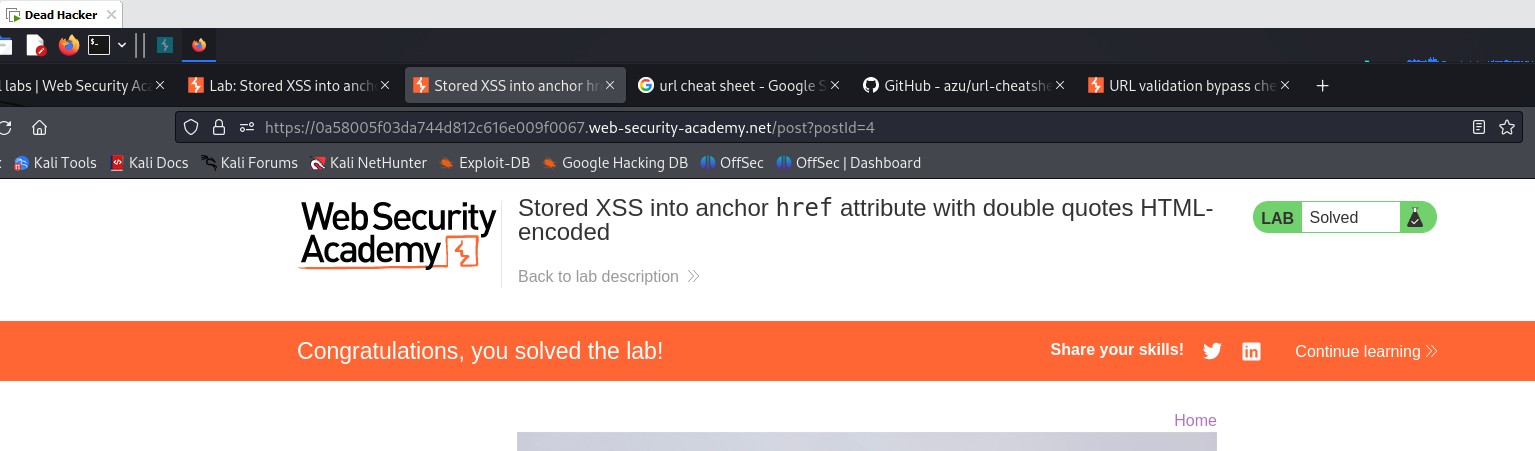 Dead Hacker
l labs | Web Security Aca
Lab: Stored XSS into anch
Stored XSS into anchor hr
url cheat sheet - Google S
GitHub - azu/url-cheatshe
URL validation bypass che
https://0a58005f03da744d812c616e009f0067.web-security-academy.net/post?postId=4
Kali Tools
Kali Docs
Kali Forums
Kali NetHunter
Exploit-DB
Google Hacking DB
OffSec
OffSec | Dashboard
WebSecurity
Academy
Stored XSS into anchor href attribute with double quotes HTML-
encoded
Back to lab description
LAB Solved
Congratulations, you solved the lab!
Share your skills!
Continue learning
Home